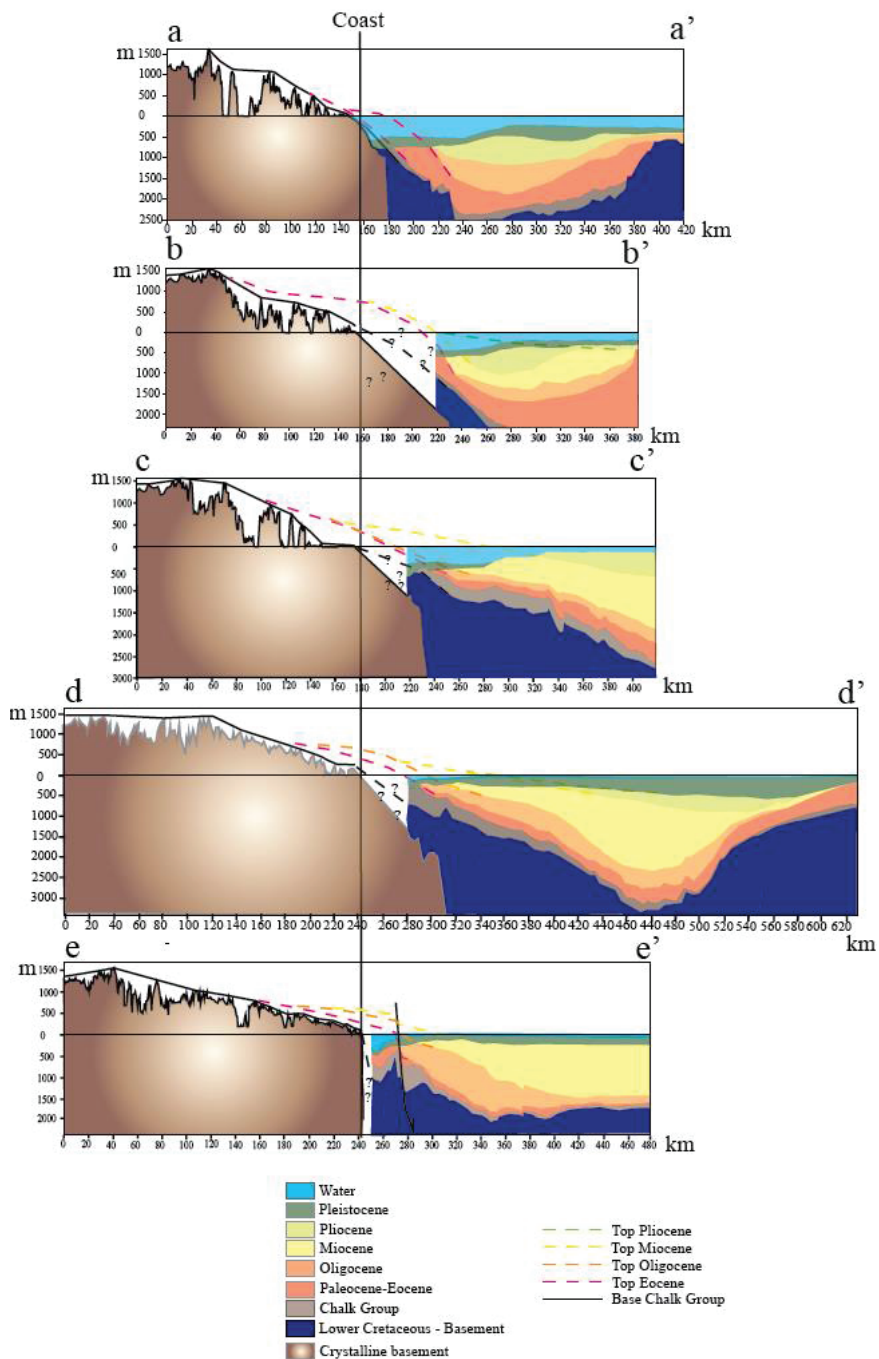 Coast
a a'
m 1500
1000
500
0
500
1000
1500
2000
2500
0 20 40 60 80 100 120 140 160 180 200 220 240 260 280 300 320 340 360 380 400 420
km
b b'
m 1500
1000
500
0
500
1000
1500
2000
? ? ? ? ? ?
0 20 40 60 80 100 120 140 160 180 200 220 240 260 280 300 320 340 360 380
km
c c'
m 1500
1000
500
0
500
1000
1500
2000
2500
3000
? ? ? ?
0 20 40 60 80 100 120 140 160 180 200 220 240 260 280 300 320 340 360 380 400
km
d d'
m 1500
1000
500
0
500
1000
1500
2000
2500
3000
? ? ?
0 20 40 60 80 100 120 140 160 180 200 220 240 260 280 300 320 340 360 380 400 420 440 460 480 500 520 540 560 580 600 620
km
e e'
m 1500
1000
500
0
500
1000
1500
2000
? ?
0 20 40 60 80 100 120 140 160 180 200 220 240 260 280 300 320 340 360 380 400 420 440 460 480
km
Water
Pleistocene
Pliocene
Miocene
Oligocene
Paleocene-Eocene
Chalk Group
Lower Cretaceous - Basement
Crystalline basement
Top Pliocene
Top Miocene
Top Oligocene
Top Eocene
Base Chalk Group